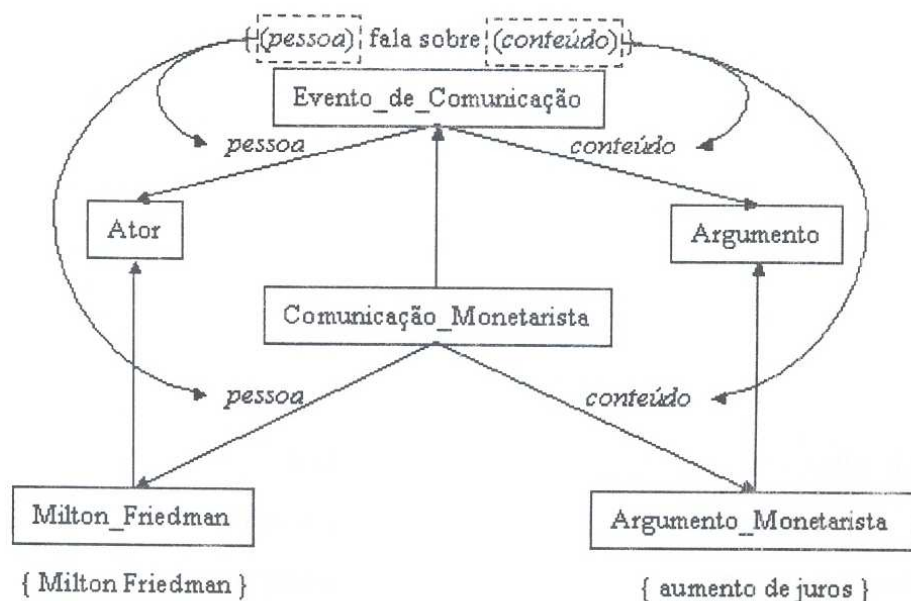 { (pessoa) fala sobre (conteúdo) }
Evento_de_Comunicação
pessoa conteúdo
Ator Argumento
Comunicação_Monetarista
pessoa conteúdo
Milton_Friedman Argumento_Monetarista
{ Milton Friedman } { aumento de juros }